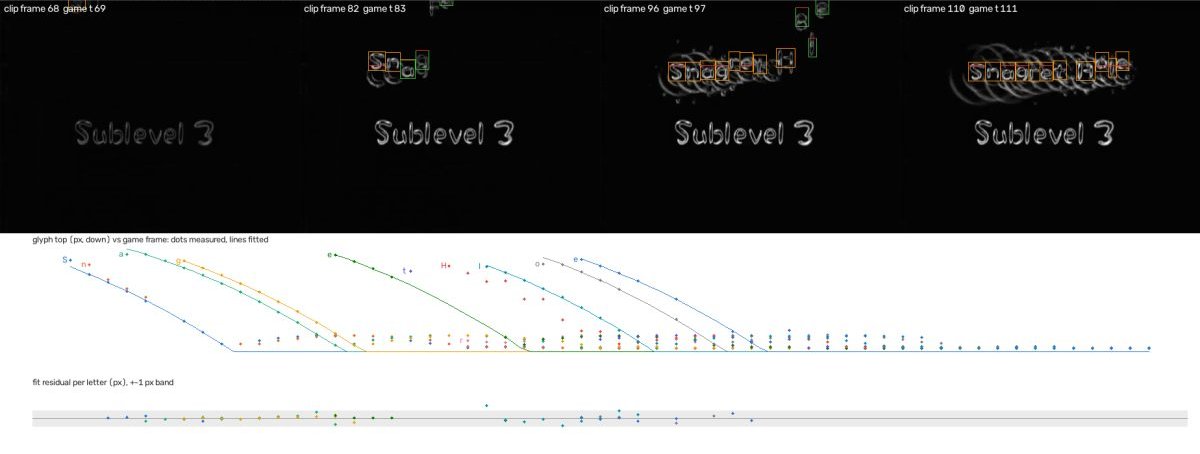 clip frame 68 game t 69
clip frame 82 game t 83
clip frame 96 game t 97
clip frame 110 game t 111
Sna
Snagret H
Snagret Hole
Sublevel 3
Sublevel 3
Sublevel 3
Sublevel 3
glyph top (px, down) vs game frame: dots measured, lines fitted
S n a g e t H l o e
r
fit residual per letter (px), +-1 px band